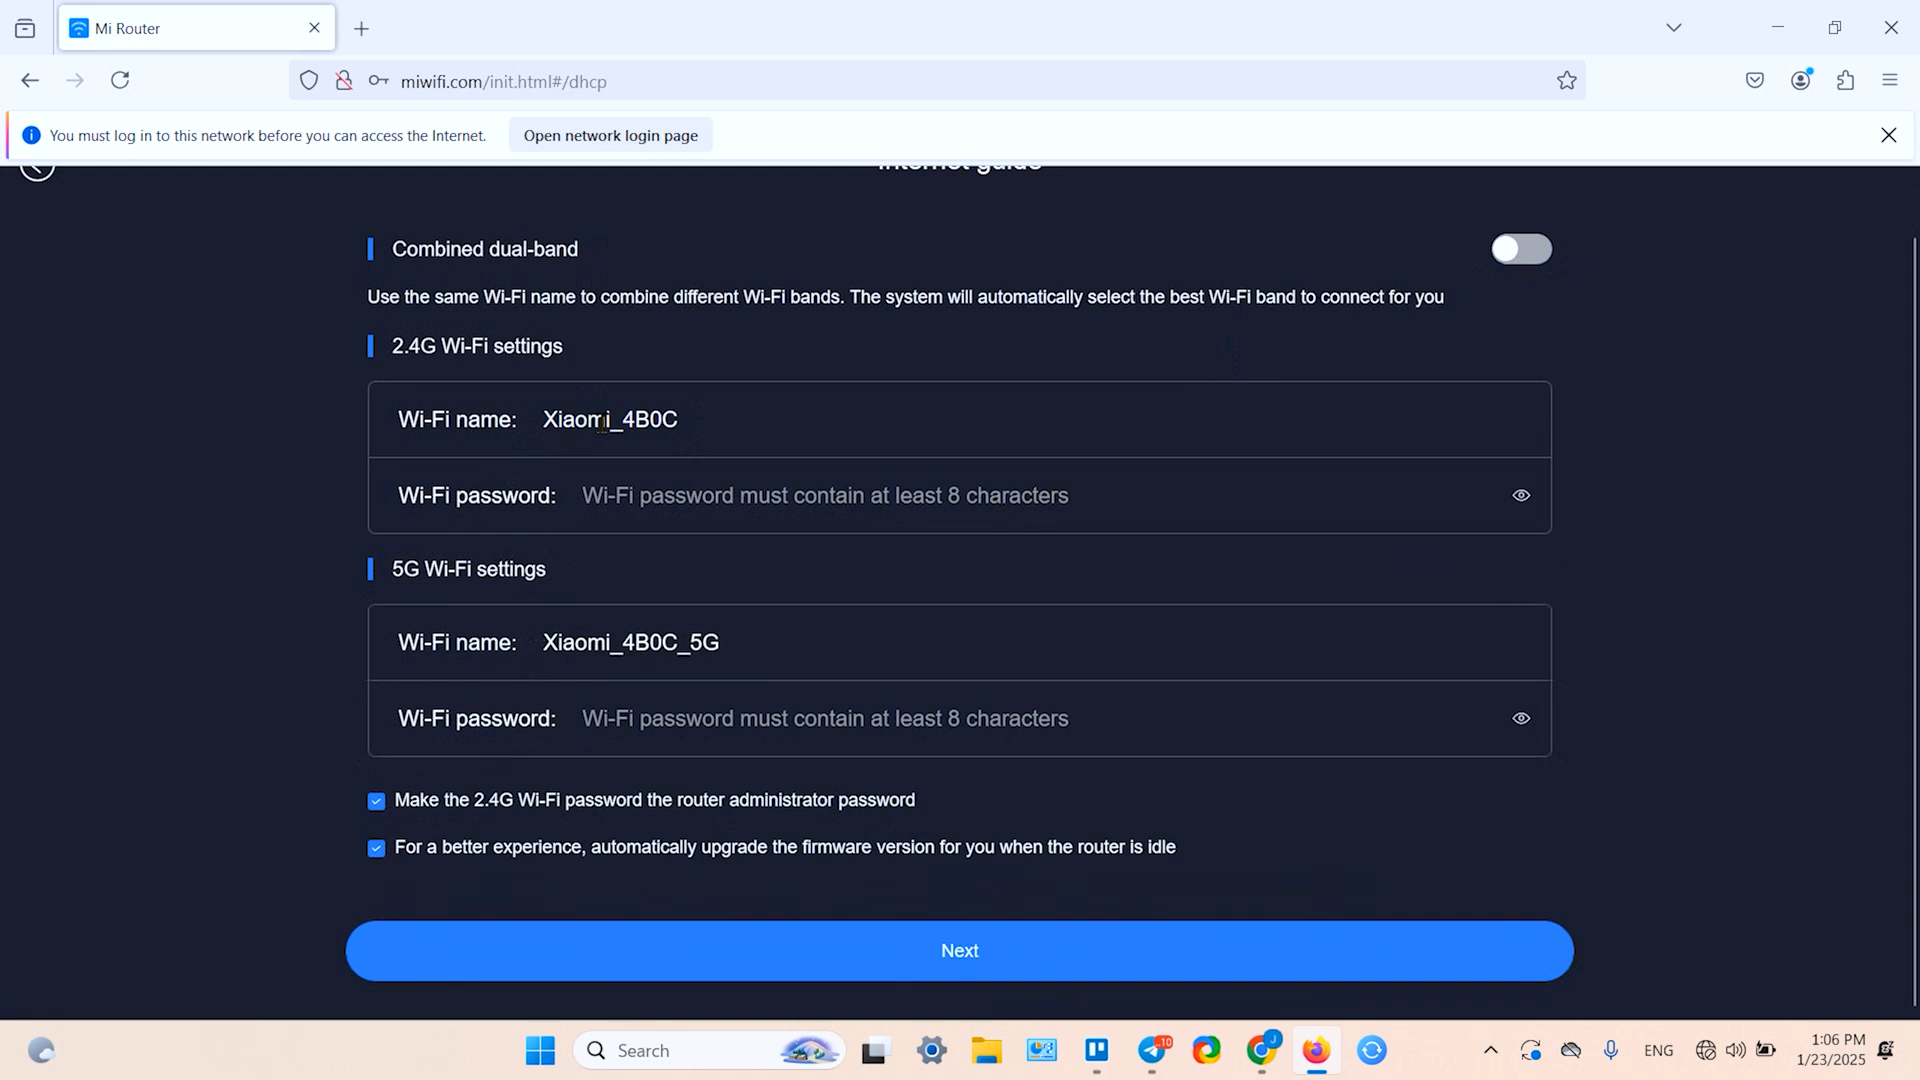 Mi Router
miwifi.com/init.html#/dhcp
You must log in to this network before you can access the Internet.
Open network login page
Internet guide
Combined dual-band
Use the same Wi-Fi name to combine different Wi-Fi bands. The system will automatically select the best Wi-Fi band to connect for you
2.4G Wi-Fi settings
Wi-Fi name: Xiaomi_4B0C
Wi-Fi password: Wi-Fi password must contain at least 8 characters
5G Wi-Fi settings
Wi-Fi name: Xiaomi_4B0C_5G
Wi-Fi password: Wi-Fi password must contain at least 8 characters
Make the 2.4G Wi-Fi password the router administrator password
For a better experience, automatically upgrade the firmware version for you when the router is idle
Next
Search
10
J
ENG
1:06 PM
1/23/2025